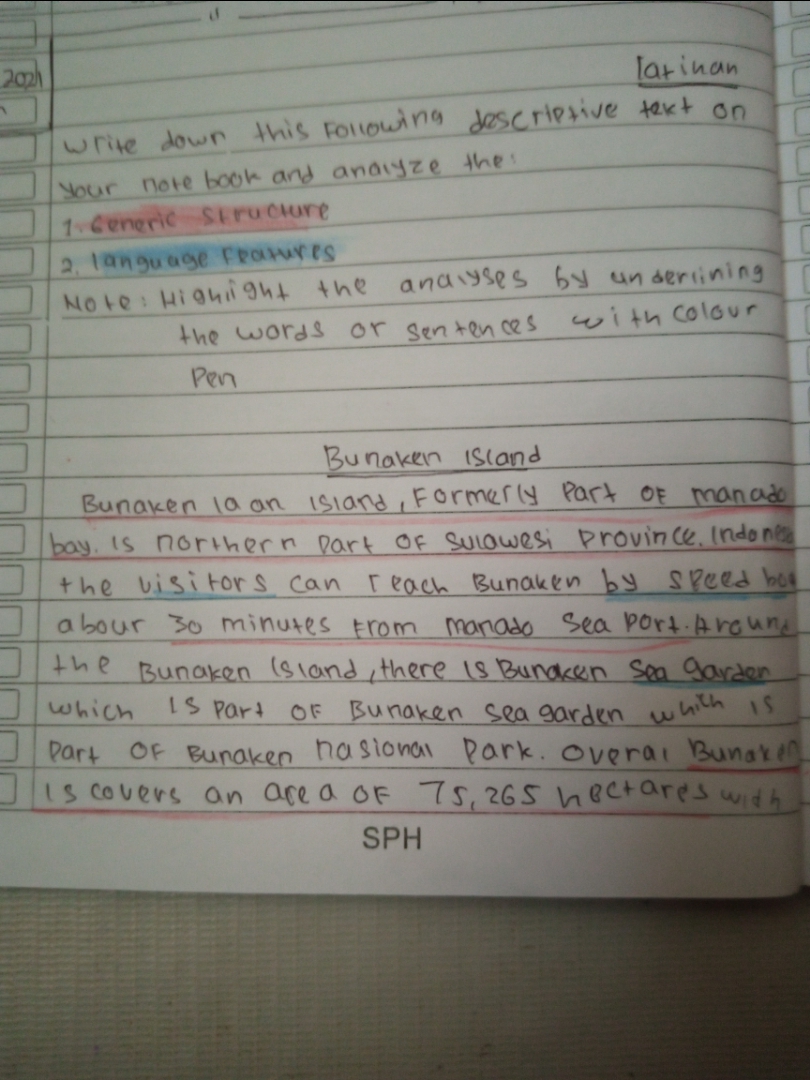 2021
latihan
write down this Following descriptive text on
your note book and analyze the:
1. Generic Structure
2. language Features
Note: Highlight the analyses by underlining
the words or sentences with colour
Pen
Bunaken Island
Bunaken Ia an island, Formerly Part OF manado
bay. Is northern part OF sulawesi province. Indones
the visitors can reach Bunaken by speed boa
abour 30 minutes From manado sea port. Around
the Bunaken Island, there is Bunaken Sea garden
which is part OF Bunaken sea garden which is
Part OF Bunaken nasional park. Overal Bunaken
Is covers an area OF 75,265 hectares with
SPH